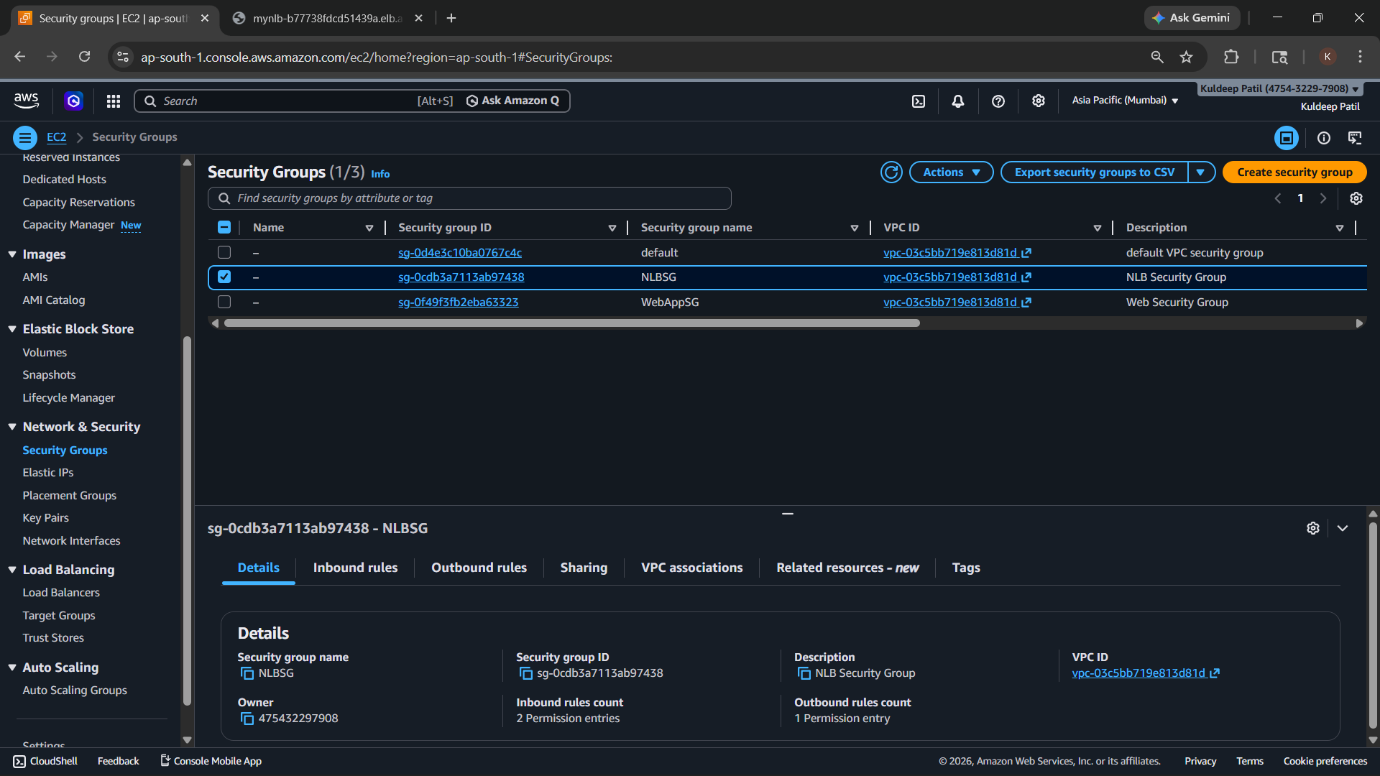 Security groups | EC2 | ap-sout
mynlb-b77738fdcd51439a.elb.a
Ask Gemini
ap-south-1.console.aws.amazon.com/ec2/home?region=ap-south-1#SecurityGroups:
K
aws
Search
[Alt+S]
Ask Amazon Q
Asia Pacific (Mumbai)
Kuldeep Patil (4754-3229-7908)
Kuldeep Patil
EC2
Security Groups
Reserved Instances
Dedicated Hosts
Capacity Reservations
Capacity Manager New
Images
AMIs
AMI Catalog
Elastic Block Store
Volumes
Snapshots
Lifecycle Manager
Network & Security
Security Groups
Elastic IPs
Placement Groups
Key Pairs
Network Interfaces
Load Balancing
Load Balancers
Target Groups
Trust Stores
Auto Scaling
Auto Scaling Groups
Settings
Security Groups (1/3) Info
Actions
Export security groups to CSV
Create security group
Find security groups by attribute or tag
1
Name Security group ID Security group name VPC ID Description
– sg-0d4e3c10ba0767c4c default vpc-03c5bb719e813d81d default VPC security group
– sg-0cdb3a7113ab97438 NLBSG vpc-03c5bb719e813d81d NLB Security Group
– sg-0f49f3fb2eba63323 WebAppSG vpc-03c5bb719e813d81d Web Security Group
sg-0cdb3a7113ab97438 - NLBSG
Details Inbound rules Outbound rules Sharing VPC associations Related resources - new Tags
Details
Security group name
NLBSG
Security group ID
sg-0cdb3a7113ab97438
Description
NLB Security Group
VPC ID
vpc-03c5bb719e813d81d
Owner
475432297908
Inbound rules count
2 Permission entries
Outbound rules count
1 Permission entry
CloudShell
Feedback
Console Mobile App
© 2026, Amazon Web Services, Inc. or its affiliates.
Privacy
Terms
Cookie preferences